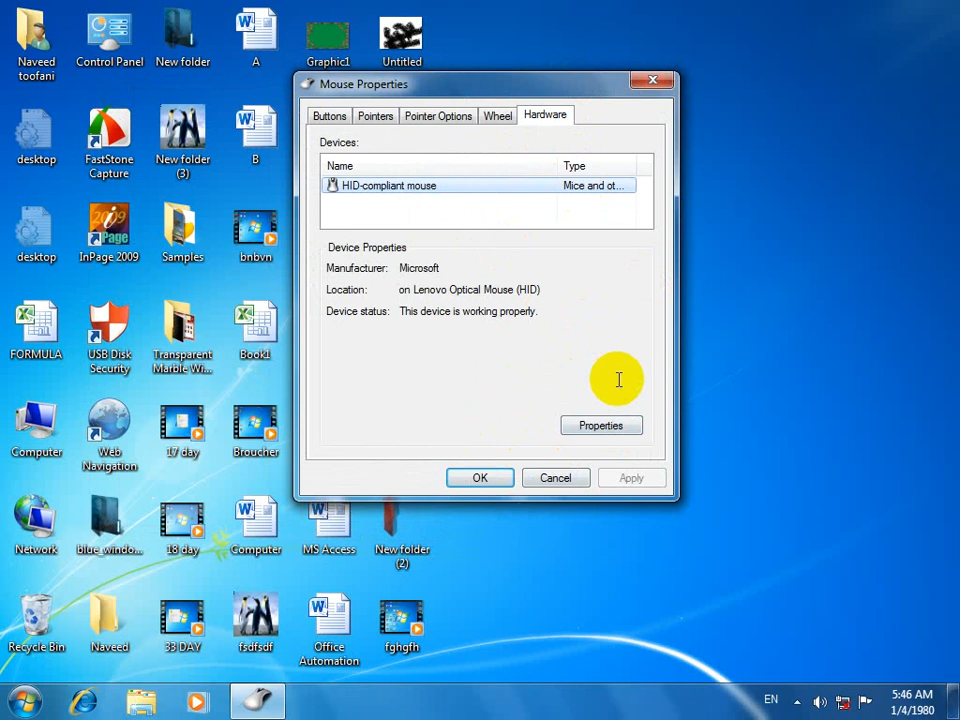 Naveed
toofani
Control Panel
New folder
A
Graphic1
Untitled
desktop
FastStone
Capture
New folder
(3)
B
desktop
InPage 2009
Samples
bnbvn
FORMULA
USB Disk
Security
Transparent
Marble Wi...
Book1
Computer
Web
Navigation
17 day
Broucher
Network
blue_windo...
18 day
Computer
MS Access
New folder
(2)
Recycle Bin
Naveed
33 DAY
fsdfsdf
Office
Automation
fghgfh
Mouse Properties
Buttons
Pointers
Pointer Options
Wheel
Hardware
Devices:
Name Type
HID-compliant mouse Mice and ot...
Device Properties
Manufacturer: Microsoft
Location: on Lenovo Optical Mouse (HID)
Device status: This device is working properly.
Properties
OK
Cancel
Apply
EN
5:46 AM
1/4/1980